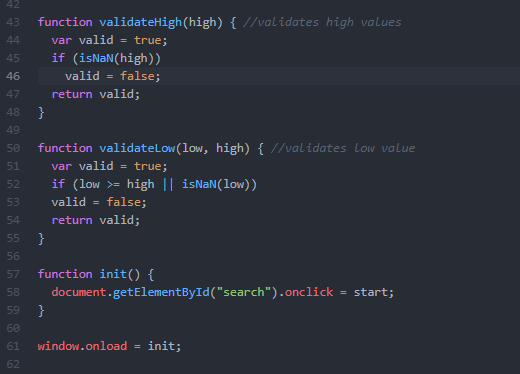 42
43 function validateHigh(high) { //validates high values
44   var valid = true;
45   if (isNaN(high))
46     valid = false;
47   return valid;
48 }
49
50 function validateLow(low, high) { //validates low value
51   var valid = true;
52   if (low >= high || isNaN(low))
53   valid = false;
54   return valid;
55 }
56
57 function init() {
58   document.getElementById("search").onclick = start;
59 }
60
61 window.onload = init;
62